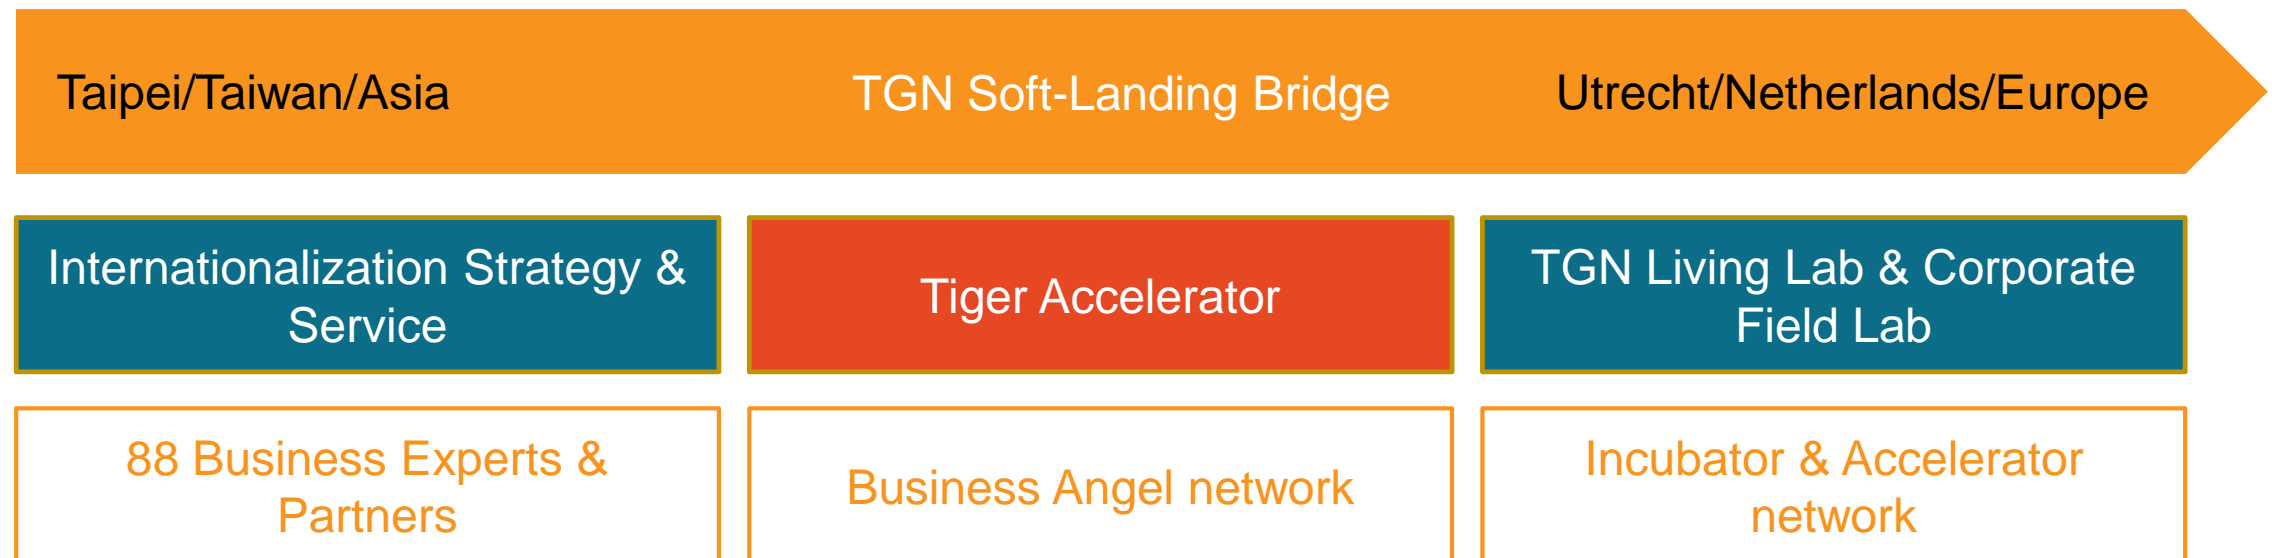 Taipei/Taiwan/Asia
TGN Soft-Landing Bridge
Utrecht/Netherlands/Europe
Internationalization Strategy &
Service
Tiger Accelerator
TGN Living Lab & Corporate
Field Lab
88 Business Experts &
Partners
Business Angel network
Incubator & Accelerator
network